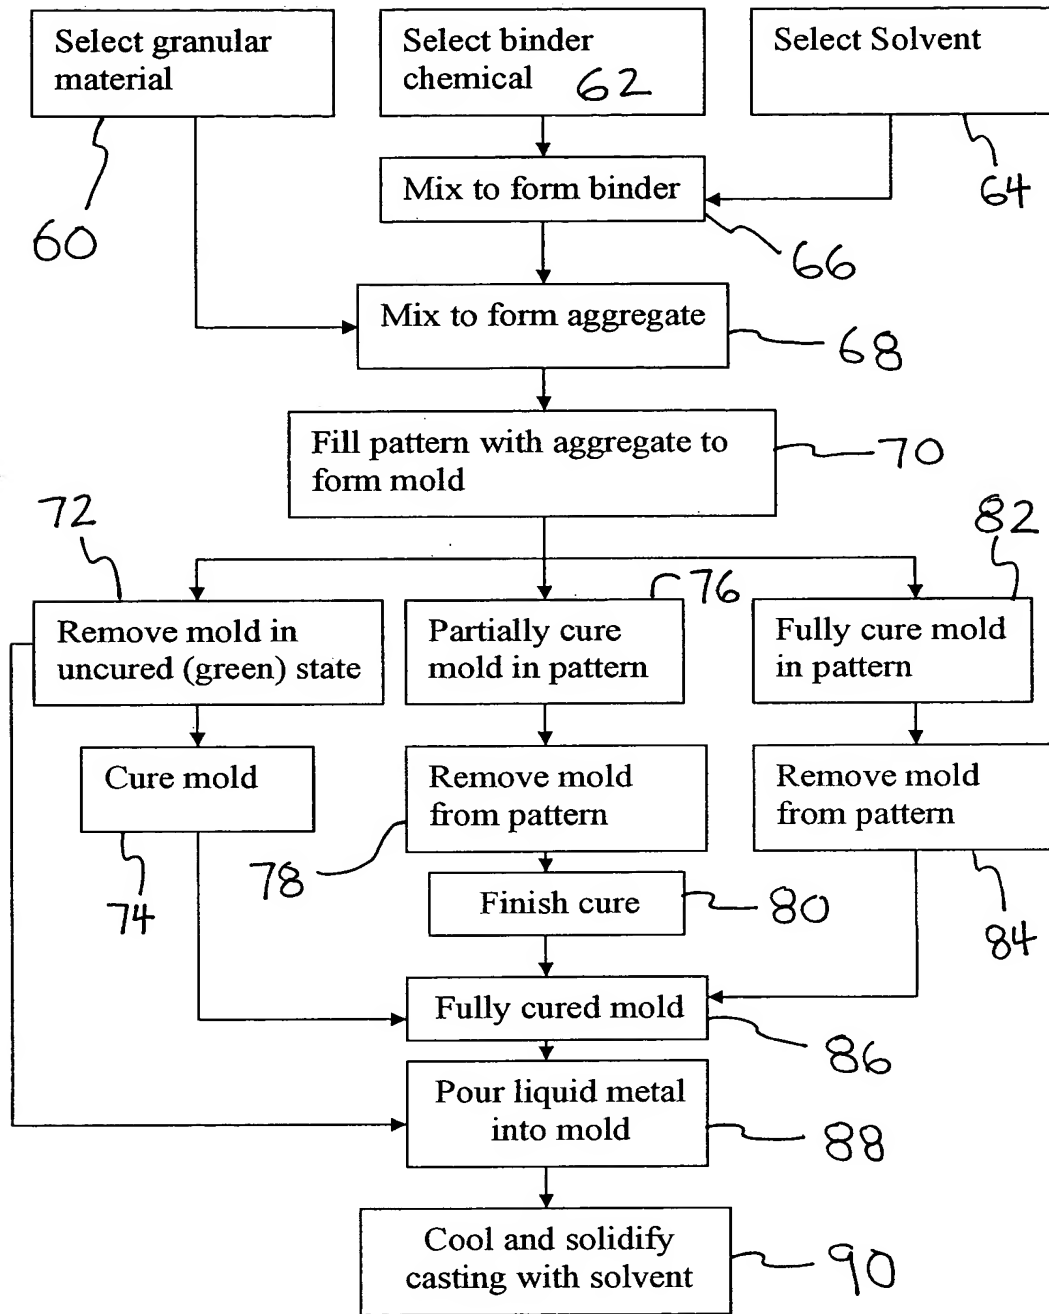 Select granular
material
60
Select binder
chemical 62
Select Solvent
64
Mix to form binder
66
Mix to form aggregate
68
Fill pattern with aggregate to
form mold
70
72
Remove mold in
uncured (green) state
76
Partially cure
mold in pattern
82
Fully cure mold
in pattern
Cure mold
74
Remove mold
from pattern
78
Remove mold
from pattern
84
Finish cure
80
Fully cured mold
86
Pour liquid metal
into mold
88
Cool and solidify
casting with solvent
90